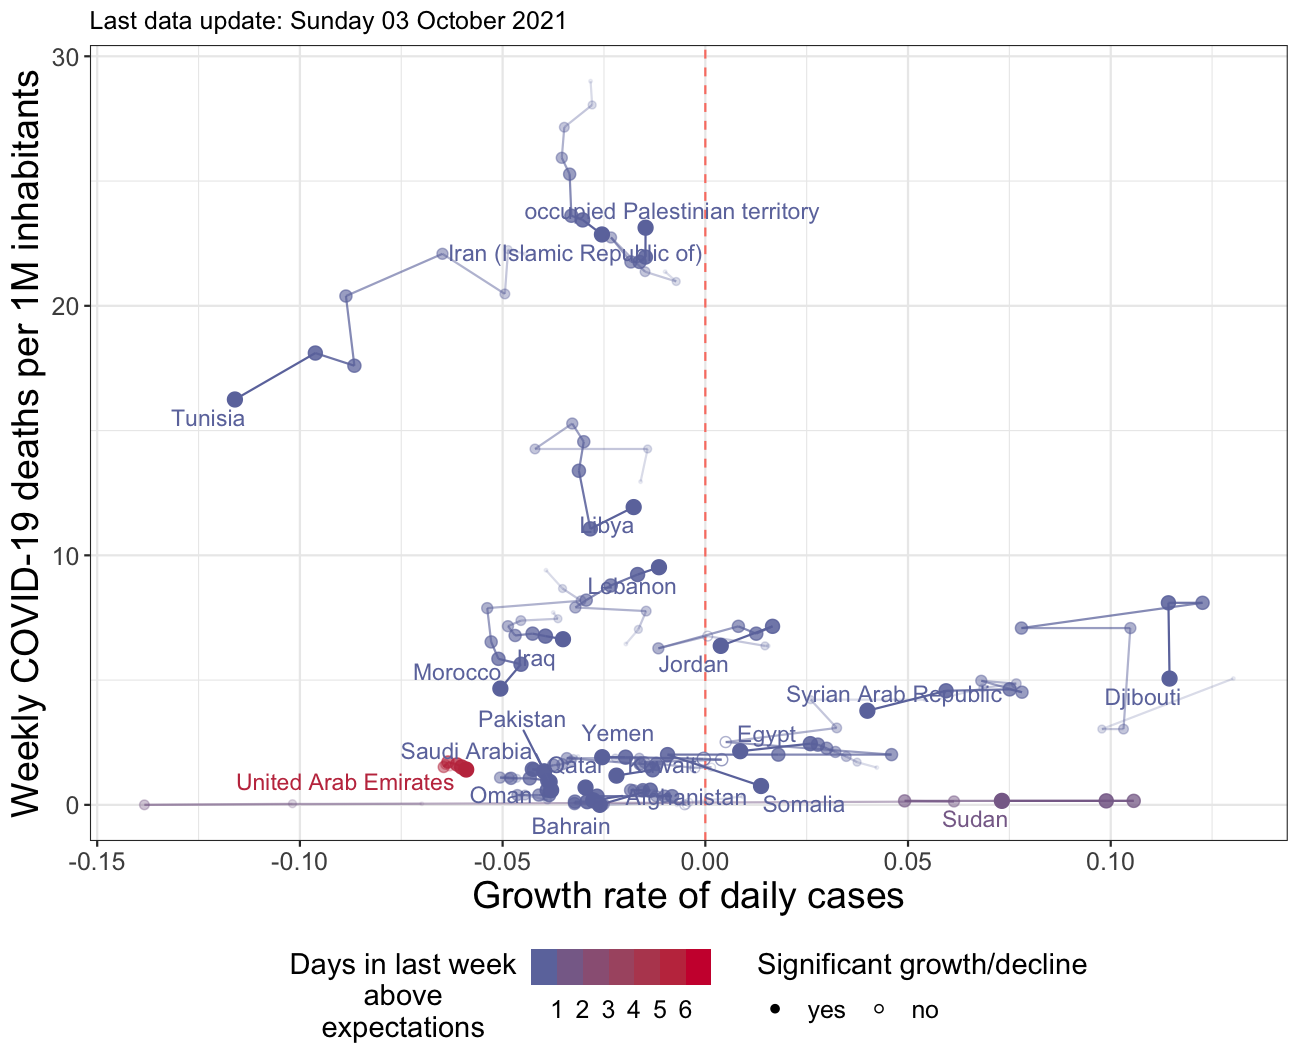 Last data update: Sunday 03 October 2021
Weekly COVID-19 deaths per 1M inhabitants
30
20
10
0
occupied Palestinian territory
Iran (Islamic Republic of)
Tunisia
Libya
Lebanon
Iraq
Morocco
Jordan
Syrian Arab Republic
Djibouti
Pakistan
Yemen
Egypt
Saudi Arabia
Qatar
Kuwait
United Arab Emirates
Oman
Afghanistan
Somalia
Bahrain
Sudan
-0.15 -0.10 -0.05 0.00 0.05 0.10
Growth rate of daily cases
Days in last week
above
expectations
1 2 3 4 5 6
Significant growth/decline
yes no